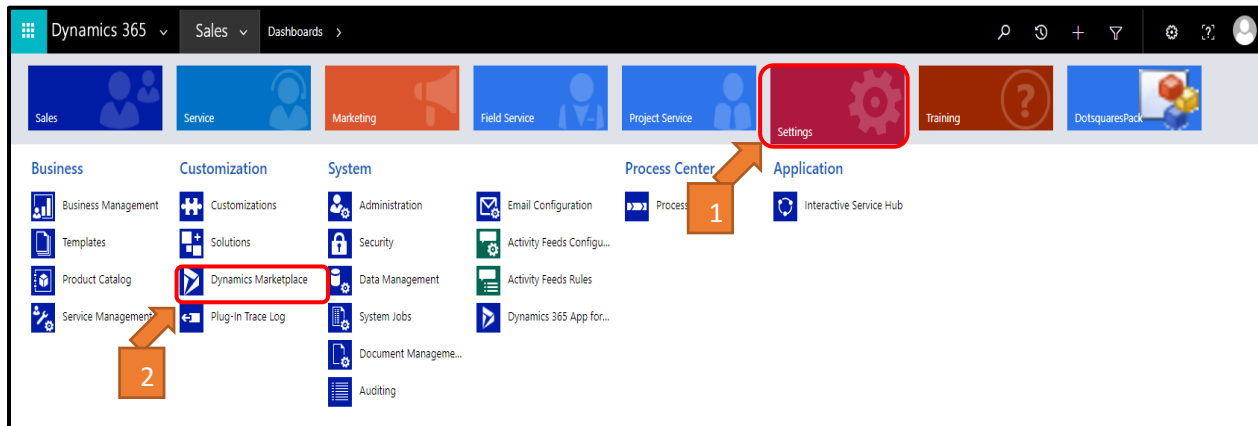 Dynamics 365 Sales Dashboards >
Sales Service Marketing Field Service Project Service Settings Training DotsquaresPack
Business Customization System Process Center Application
Business Management Customizations Administration Email Configuration Process Interactive Service Hub
1
Templates Solutions Security Activity Feeds Configu...
Product Catalog Dynamics Marketplace Data Management Activity Feeds Rules
Service Management Plug-In Trace Log System Jobs Dynamics 365 App for...
Document Manageme...
2
Auditing